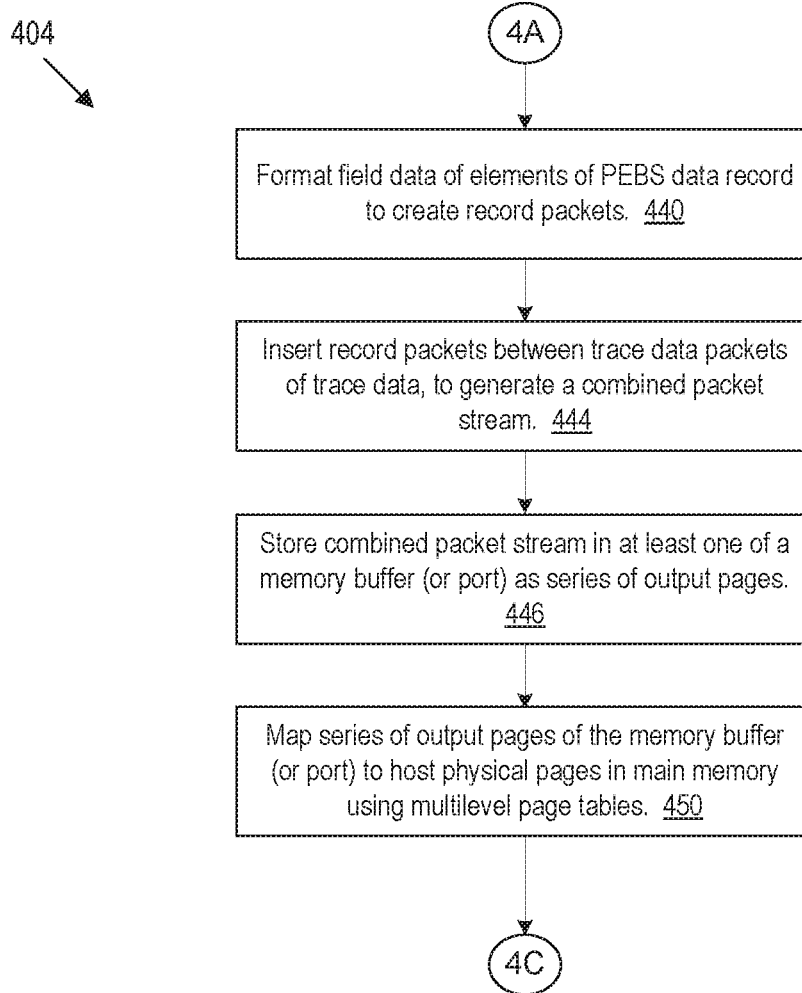 404
4A
Format field data of elements of PEBS data record
to create record packets. 440
Insert record packets between trace data packets
of trace data, to generate a combined packet
stream. 444
Store combined packet stream in at least one of a
memory buffer (or port) as series of output pages.
446
Map series of output pages of the memory buffer
(or port) to host physical pages in main memory
using multilevel page tables. 450
4C